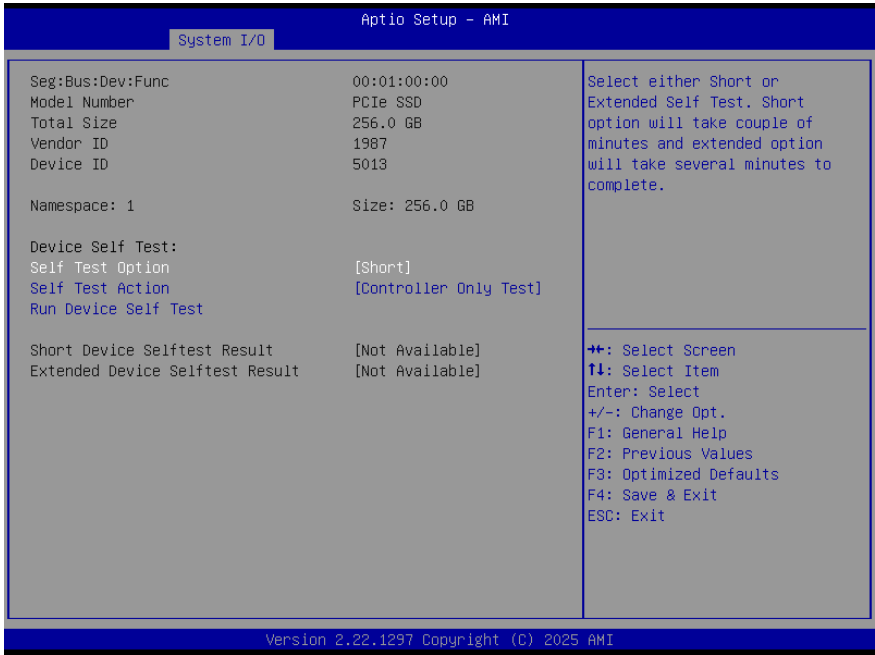 Aptio Setup – AMI
System I/O
Seg:Bus:Dev:Func 00:01:00:00
Model Number PCIe SSD
Total Size 256.0 GB
Vendor ID 1987
Device ID 5013
Namespace: 1 Size: 256.0 GB
Device Self Test:
Self Test Option [Short]
Self Test Action [Controller Only Test]
Run Device Self Test
Short Device Selftest Result [Not Available]
Extended Device Selftest Result [Not Available]
Select either Short or
Extended Self Test. Short
option will take couple of
minutes and extended option
will take several minutes to
complete.
→←: Select Screen
↑↓: Select Item
Enter: Select
+/-: Change Opt.
F1: General Help
F2: Previous Values
F3: Optimized Defaults
F4: Save & Exit
ESC: Exit
Version 2.22.1297 Copyright (C) 2025 AMI